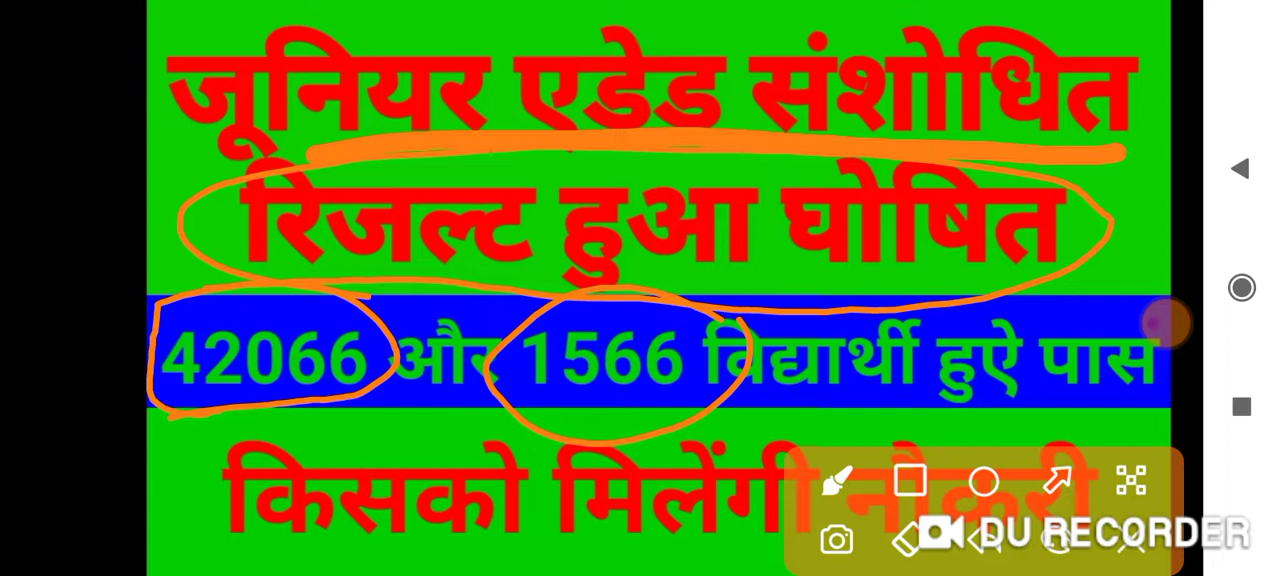 जूनियर एडेड संशोधित
रिजल्ट हुआ घोषित
42066 और 1566 विद्यार्थी हुऐ पास
किसको मिलेंगी नौकरी
DU RECORDER